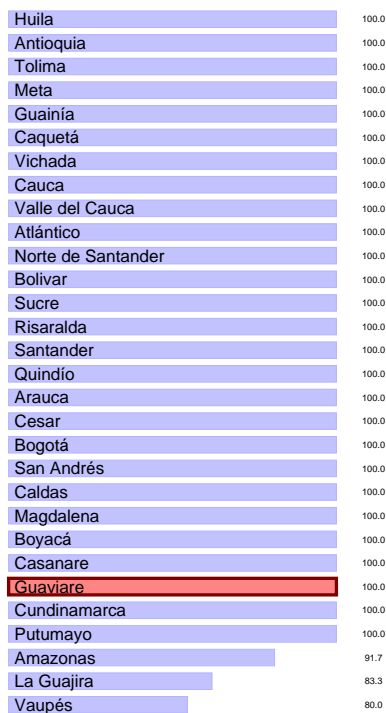 Huila 100.0
Antioquia 100.0
Tolima 100.0
Meta 100.0
Guainía 100.0
Caquetá 100.0
Vichada 100.0
Cauca 100.0
Valle del Cauca 100.0
Atlántico 100.0
Norte de Santander 100.0
Bolivar 100.0
Sucre 100.0
Risaralda 100.0
Santander 100.0
Quindío 100.0
Arauca 100.0
Cesar 100.0
Bogotá 100.0
San Andrés 100.0
Caldas 100.0
Magdalena 100.0
Boyacá 100.0
Casanare 100.0
Guaviare 100.0
Cundinamarca 100.0
Putumayo 100.0
Amazonas 91.7
La Guajira 83.3
Vaupés 80.0